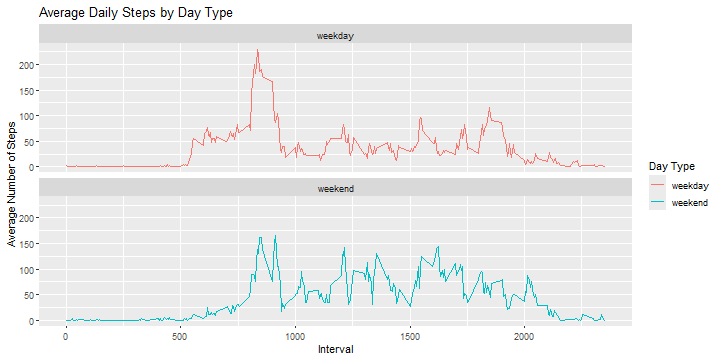 Average Daily Steps by Day Type
weekday
200
150
100
50
0
weekend
200
150
100
50
0
Average Number of Steps
0
500
1000
1500
2000
Interval
Day Type
weekday
weekend